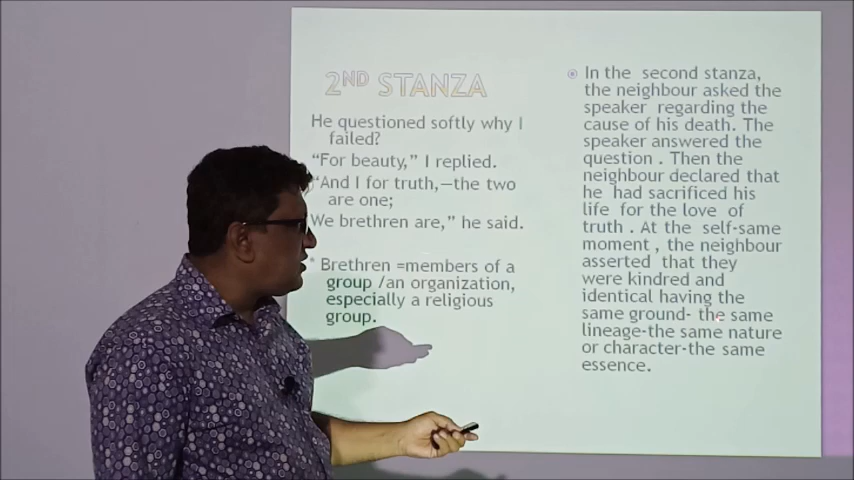 2ND STANZA
He questioned softly why I
failed?
“For beauty,” I replied.
“And I for truth,—the two
are one;
We brethren are,” he said.
* Brethren =members of a
group /an organization,
especially a religious
group.
In the second stanza,
the neighbour asked the
speaker regarding the
cause of his death. The
speaker answered the
question . Then the
neighbour declared that
he had sacrificed his
life for the love of
truth . At the self-same
moment , the neighbour
asserted that they
were kindred and
identical having the
same ground- the same
lineage-the same nature
or character-the same
essence.